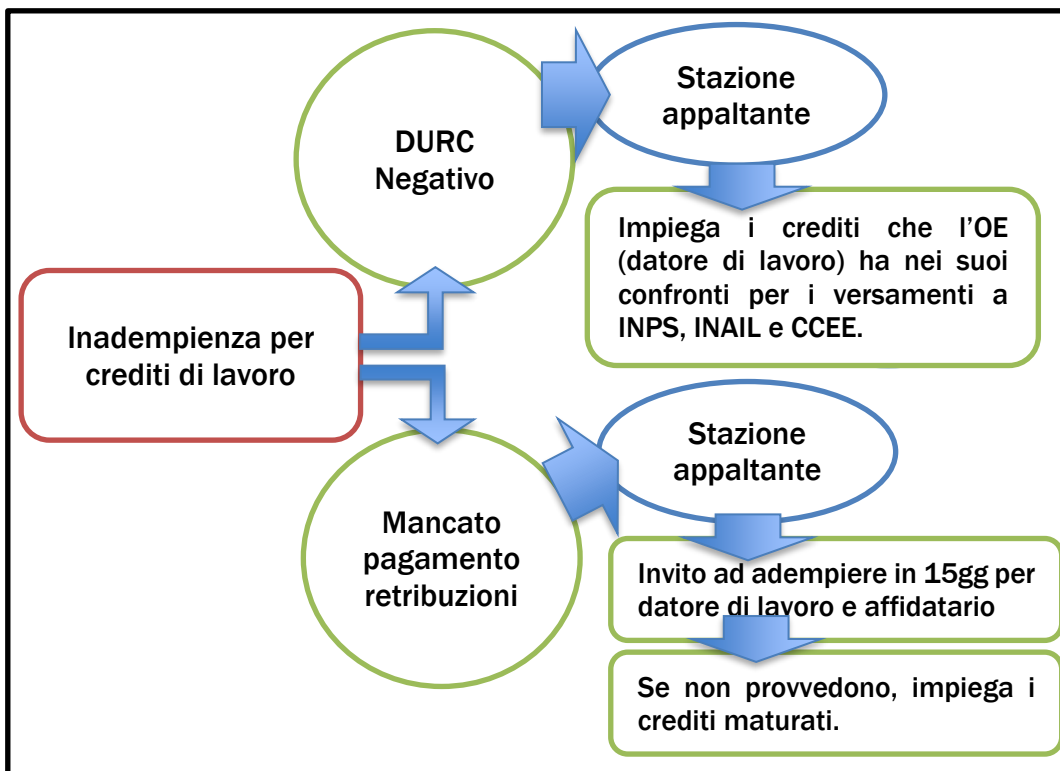 Inadempienza per
crediti di lavoro
DURC
Negativo
Stazione
appaltante
Impiega i crediti che l'OE
(datore di lavoro) ha nei suoi
confronti per i versamenti a
INPS, INAIL e CCEE.
Mancato
pagamento
retribuzioni
Stazione
appaltante
Invito ad adempiere in 15gg per
datore di lavoro e affidatario
Se non provvedono, impiega i
crediti maturati.